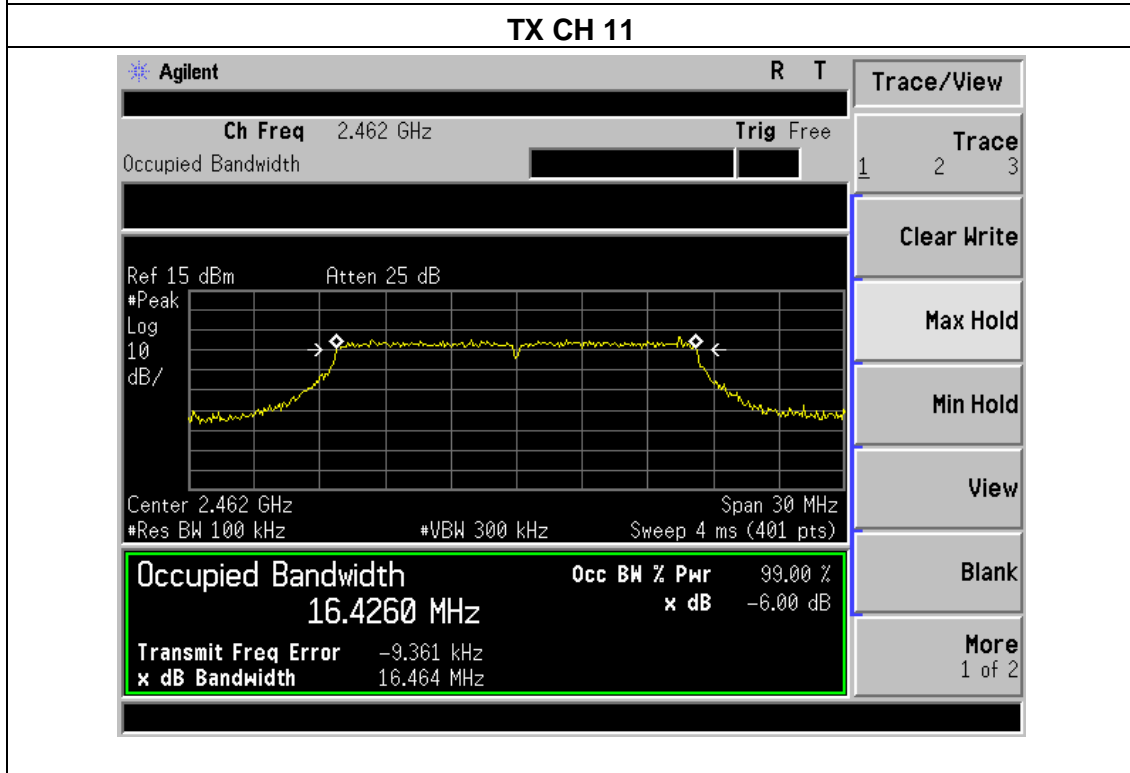 TX CH 11
Agilent R T
Trace/View
Ch Freq 2.462 GHz Trig Free
Occupied Bandwidth
Trace
1 2 3
Clear Write
Ref 15 dBm Atten 25 dB
#Peak
Log
10
dB/
Max Hold
Min Hold
View
Center 2.462 GHz Span 30 MHz
#Res BW 100 kHz #VBW 300 kHz Sweep 4 ms (401 pts)
Occupied Bandwidth Occ BW % Pwr 99.00 %
16.4260 MHz x dB -6.00 dB
Blank
Transmit Freq Error -9.361 kHz
x dB Bandwidth 16.464 MHz
More
1 of 2